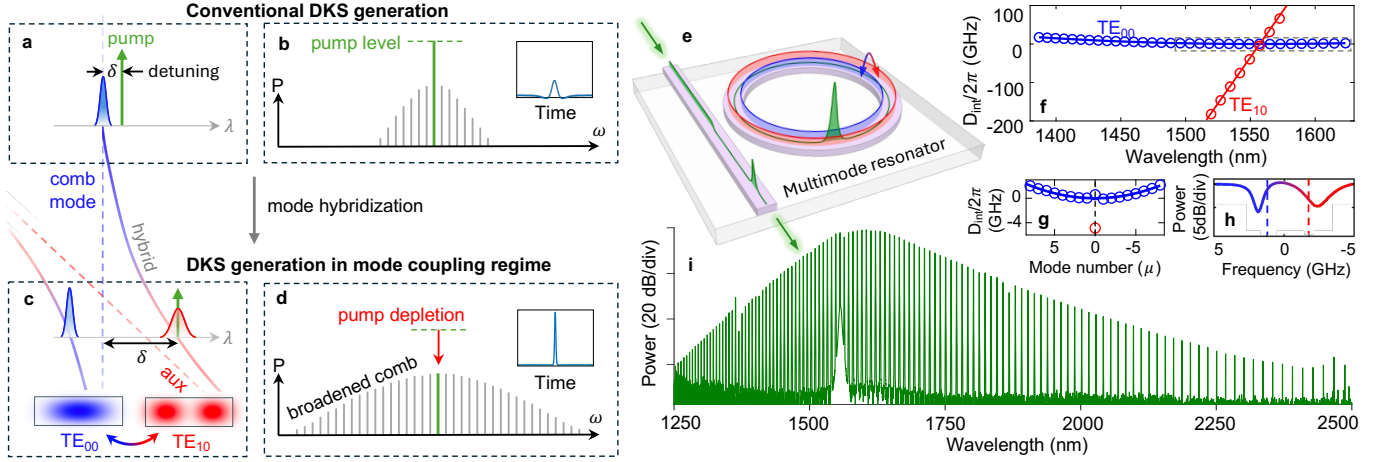 Conventional DKS generation
a
pump
δ
detuning
λ
b
pump level
P
Time
ω
comb
mode
mode hybridization
hybrid
DKS generation in mode coupling regime
c
δ
λ
aux
TE00
TE10
d
pump depletion
P
broadened comb
Time
ω
e
Multimode resonator
100
0
-100
-200
Dint/2π (GHz)
TE00
TE10
f
1400
1450
1500
1550
1600
Wavelength (nm)
0
-4
Dint/2π
(GHz)
g
5
0
-5
Mode number (μ)
Power
(5dB/div)
h
5
0
-5
Frequency (GHz)
i
Power (20 dB/div)
1250
1500
1750
2000
2250
2500
Wavelength (nm)